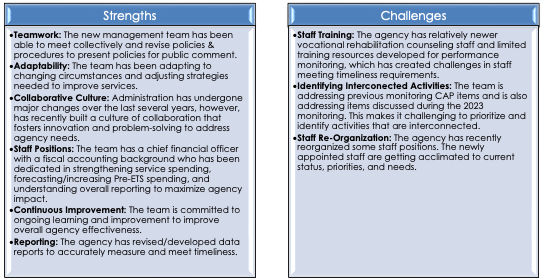 Strengths
•Teamwork: The new management team has been
able to meet collectively and revise policies &
procedures to present policies for public comment.
•Adaptability: The team has been adapting to
changing circumstances and adjusting strategies
needed to improve services.
•Collaborative Culture: Administration has undergone
major changes over the last several years, however,
has recently built a culture of collaboration that
fosters innovation and problem-solving to address
agency needs.
•Staff Positions: The team has a chief financial officer
with a fiscal accounting background who has been
dedicated in strengthening service spending,
forecasting/increasing Pre-ETS spending, and
understanding overall reporting to maximize agency
impact.
•Continuous Improvement: The team is committed to
ongoing learning and improvement to improve
overall agency effectiveness.
•Reporting: The agency has revised/developed data
reports to accurately measure and meet timeliness.
Challenges
•Staff Training: The agency has relatively newer
vocational rehabilitation counseling staff and limited
training resources developed for performance
monitoring, which has created challenges in staff
meeting timeliness requirements.
•Identifying Interconected Activities: The team is
addressing previous monitoring CAP items and is also
addressing items discussed during the 2023
monitoring. This makes it challenging to prioritize and
identify activities that are interconnected.
•Staff Re-Organization: The agency has recently
reorganized some staff positions. The newly
appointed staff are getting acclimated to current
status, priorities, and needs.